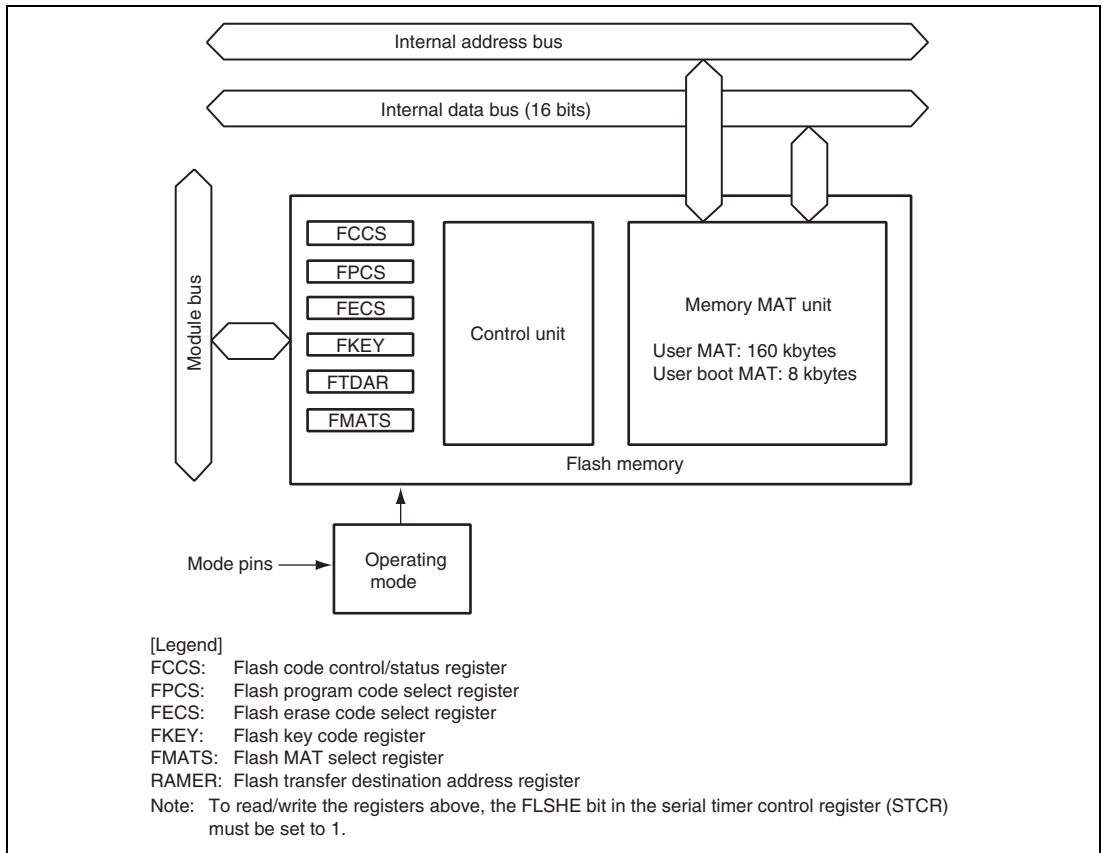 Internal address bus
Internal data bus (16 bits)
Module bus
FCCS
FPCS
FECS
FKEY
FTDAR
FMATS
Control unit
Memory MAT unit
User MAT: 160 kbytes
User boot MAT: 8 kbytes
Flash memory
Mode pins
Operating
mode
[Legend]
FCCS: Flash code control/status register
FPCS: Flash program code select register
FECS: Flash erase code select register
FKEY: Flash key code register
FMATS: Flash MAT select register
RAMER: Flash transfer destination address register
Note: To read/write the registers above, the FLSHE bit in the serial timer control register (STCR)
must be set to 1.